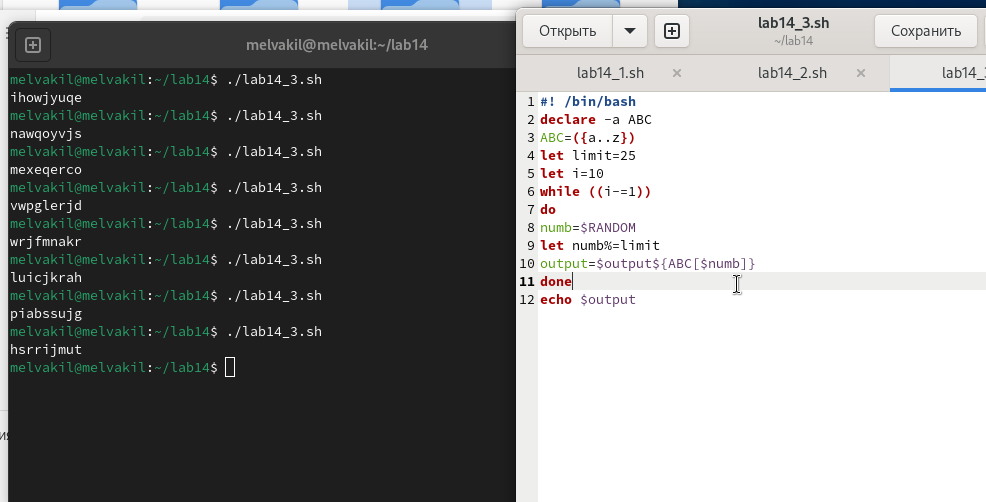 melvakil@melvakil:~/lab14
melvakil@melvakil:~/lab14$ ./lab14_3.sh
ihowjyuqe
melvakil@melvakil:~/lab14$ ./lab14_3.sh
nawqoyvjs
melvakil@melvakil:~/lab14$ ./lab14_3.sh
mexeqerco
melvakil@melvakil:~/lab14$ ./lab14_3.sh
vwpglerjd
melvakil@melvakil:~/lab14$ ./lab14_3.sh
wrjfmnakr
melvakil@melvakil:~/lab14$ ./lab14_3.sh
luicjkrah
melvakil@melvakil:~/lab14$ ./lab14_3.sh
piabssujg
melvakil@melvakil:~/lab14$ ./lab14_3.sh
hsrrijmut
melvakil@melvakil:~/lab14$
Открыть
lab14_3.sh
~/lab14
Сохранить
lab14_1.sh × lab14_2.sh × lab14_
1 #! /bin/bash
2 declare -a ABC
3 ABC=({a..z})
4 let limit=25
5 let i=10
6 while ((i-=1))
7 do
8 numb=$RANDOM
9 let numb%=limit
10 output=$output${ABC[$numb]}
11 done
12 echo $output